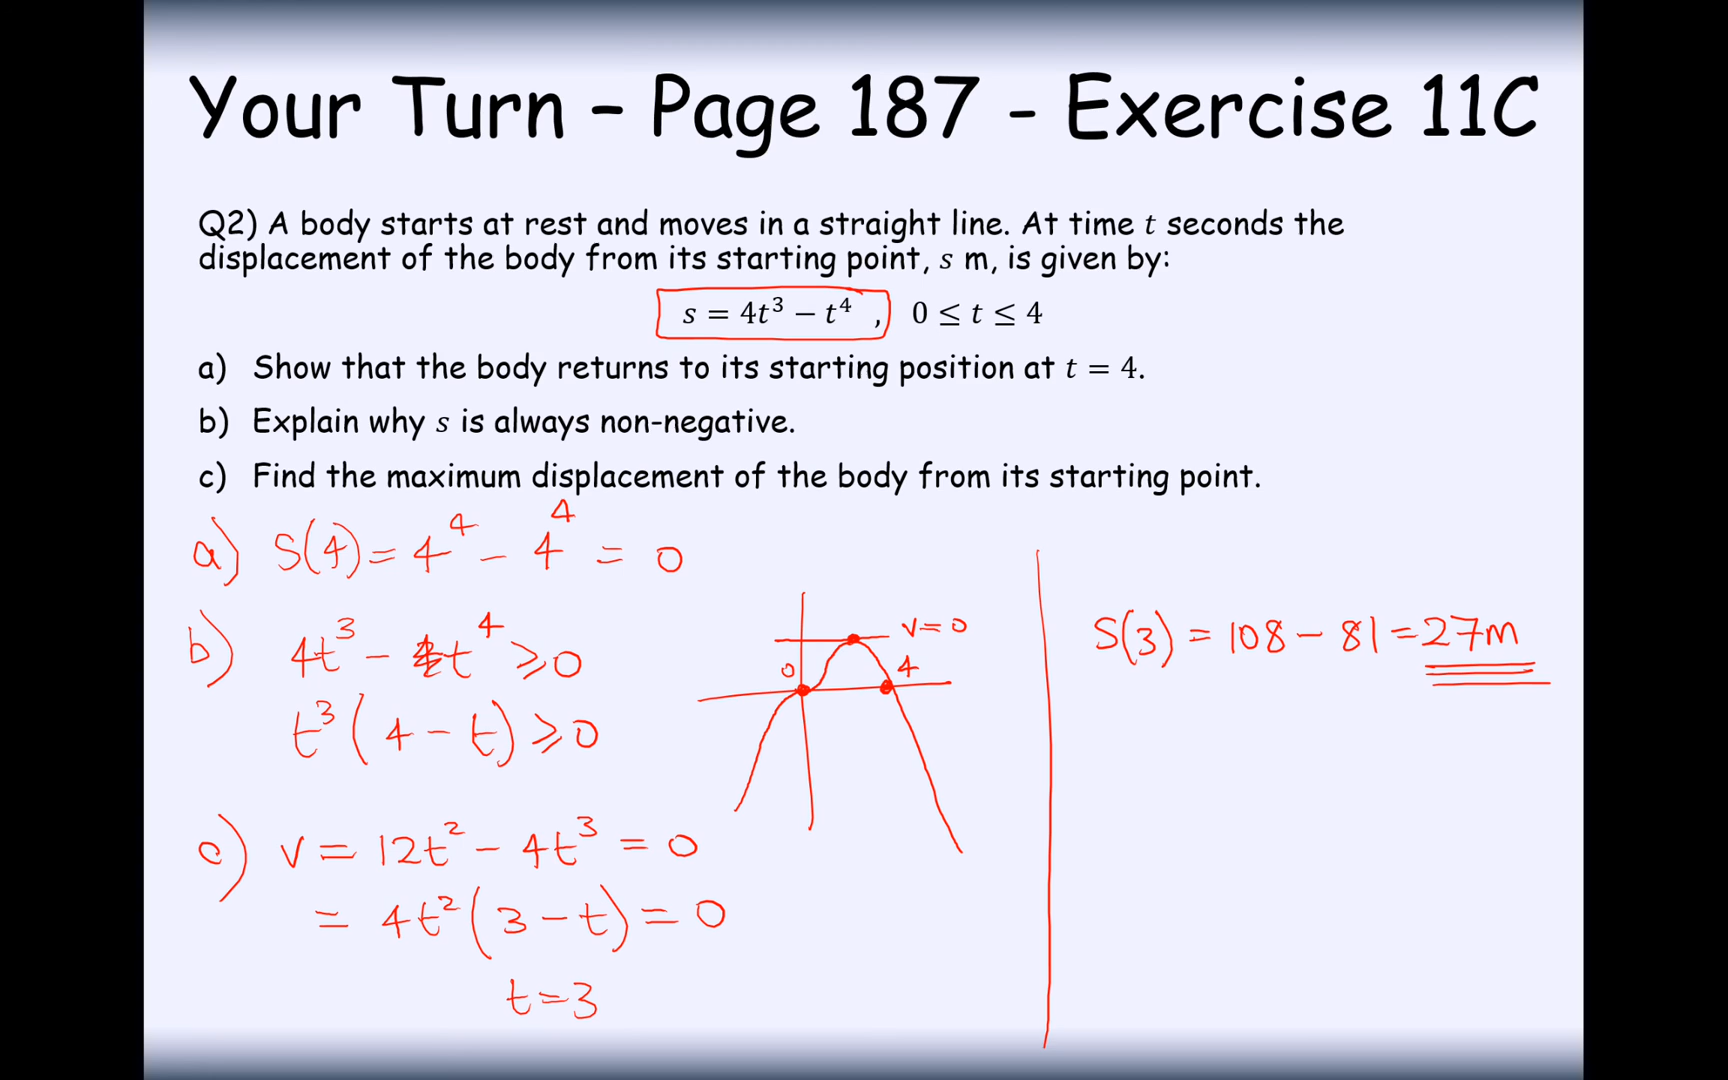 Your Turn – Page 187 - Exercise 11C
Q2) A body starts at rest and moves in a straight line. At time t seconds the
displacement of the body from its starting point, s m, is given by:
s = 4t³ − t⁴ , 0 ≤ t ≤ 4
a) Show that the body returns to its starting position at t = 4.
b) Explain why s is always non-negative.
c) Find the maximum displacement of the body from its starting point.
a) S(4) = 4⁴ − 4⁴ = 0
b) 4t³ − t⁴ ⩾ 0
t³(4 − t) ⩾ 0
v = 0
0 4
c) v = 12t² − 4t³ = 0
= 4t²(3 − t) = 0
t = 3
S(3) = 108 − 81 = 27m